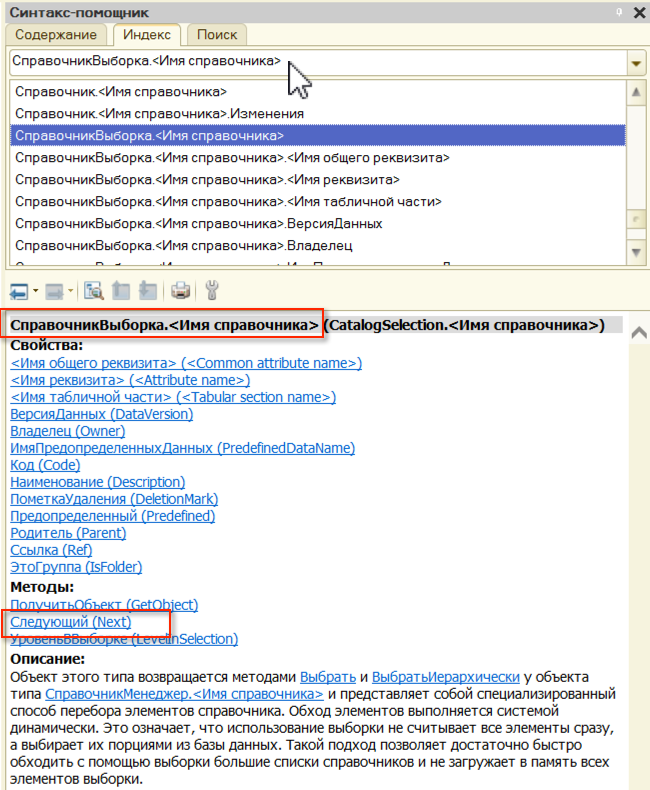 Синтакс-помощник
Содержание Индекс Поиск
СправочникВыборка.<Имя справочника>
Справочник.<Имя справочника>
Справочник.<Имя справочника>.Изменения
СправочникВыборка.<Имя справочника>
СправочникВыборка.<Имя справочника>.<Имя общего реквизита>
СправочникВыборка.<Имя справочника>.<Имя реквизита>
СправочникВыборка.<Имя справочника>.<Имя табличной части>
СправочникВыборка.<Имя справочника>.ВерсияДанных
СправочникВыборка.<Имя справочника>.Владелец
СправочникВыборка.<Имя справочника> (CatalogSelection.<Имя справочника>)
Свойства:
<Имя общего реквизита> (<Common attribute name>)
<Имя реквизита> (<Attribute name>)
<Имя табличной части> (<Tabular section name>)
ВерсияДанных (DataVersion)
Владелец (Owner)
ИмяПредопределенныхДанных (PredefinedDataName)
Код (Code)
Наименование (Description)
ПометкаУдаления (DeletionMark)
Предопределенный (Predefined)
Родитель (Parent)
Ссылка (Ref)
ЭтоГруппа (IsFolder)
Методы:
ПолучитьОбъект (GetObject)
Следующий (Next)
УровеньВВыборке (LevelInSelection)
Описание:
Объект этого типа возвращается методами Выбрать и ВыбратьИерархически у объекта
типа СправочникМенеджер.<Имя справочника> и представляет собой специализированный
способ перебора элементов справочника. Обход элементов выполняется системой
динамически. Это означает, что использование выборки не считывает все элементы сразу,
а выбирает их порциями из базы данных. Такой подход позволяет достаточно быстро
обходить с помощью выборки большие списки справочников и не загружает в память всех
элементов выборки.